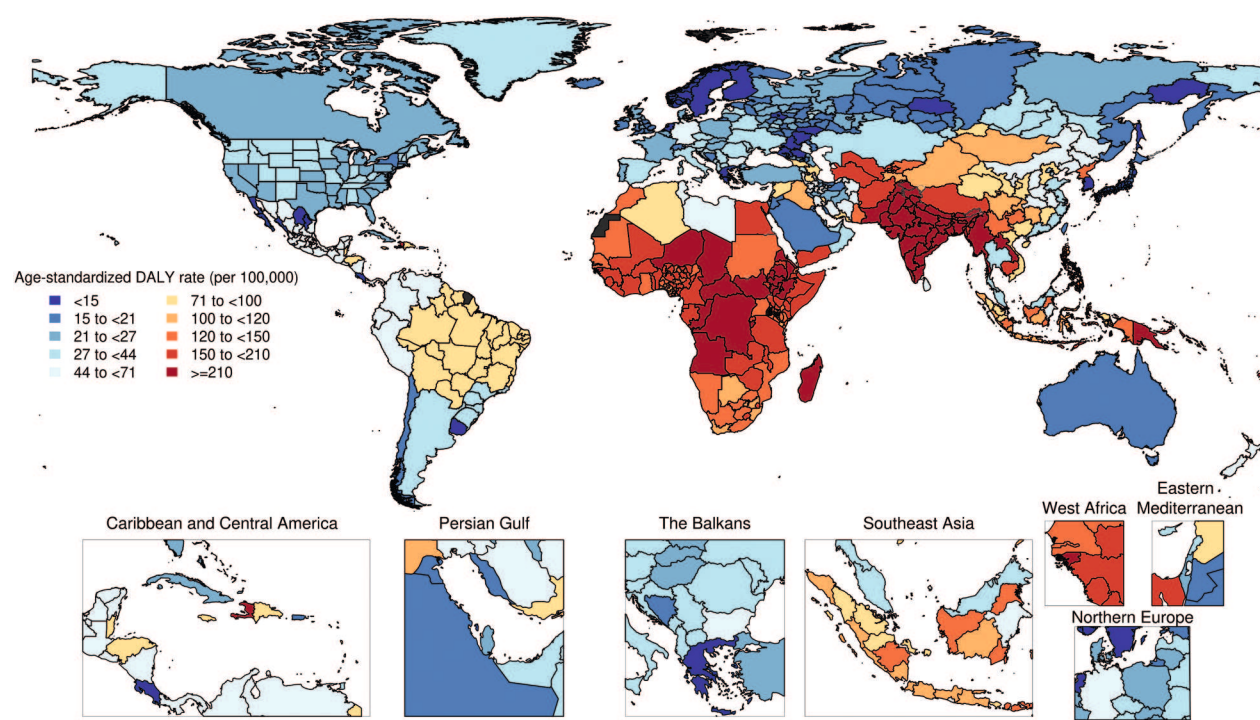 Age-standardized DALY rate (per 100,000)
<15
15 to <21
21 to <27
27 to <44
44 to <71
71 to <100
100 to <120
120 to <150
150 to <210
>=210
Caribbean and Central America
Persian Gulf
The Balkans
Southeast Asia
West Africa
Eastern
Mediterranean
Northern Europe